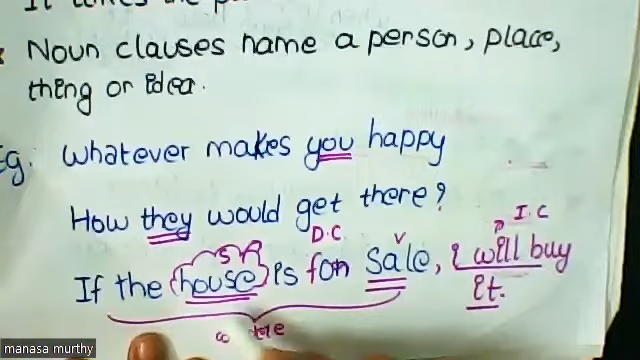 Noun clauses name a person, place,
thing or idea.
Eg. Whatever makes you happy
How they would get there?
D.C V I.C
If the house is for sale, I will buy
it.
manasa murthy